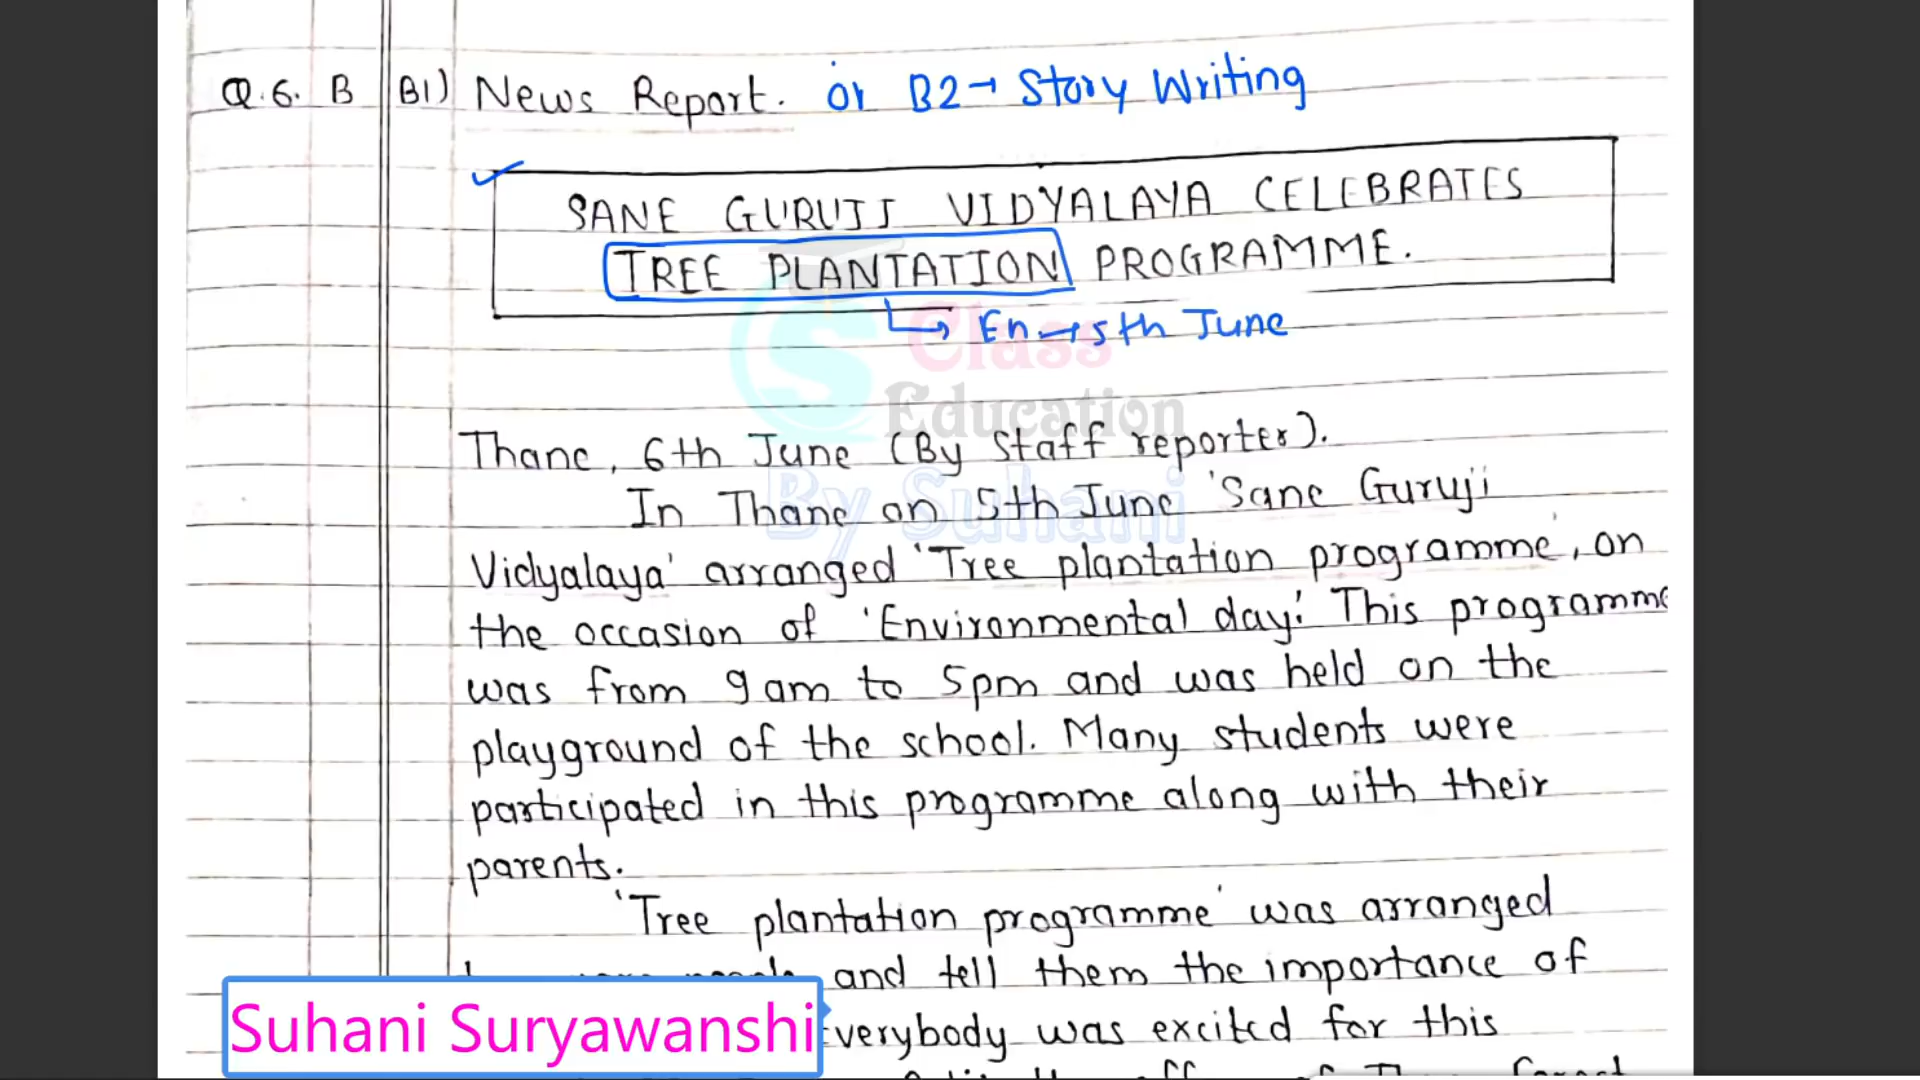 Q.6. B B1) News Report. or B2→ Story Writing
SANE GURUJI VIDYALAYA CELEBRATES
TREE PLANTATION PROGRAMME.
→ En→5th June
Class
Education
By Suhani
Thane, 6th June (By Staff reporter).
In Thane on 5th June 'Sane Guruji
Vidyalaya' arranged 'Tree plantation programme', on
the occasion of 'Environmental day.' This programme
was from 9am to 5pm and was held on the
playground of the school. Many students were
participated in this programme along with their
parents.
'Tree plantation programme' was arranged
people and tell them the importance of
Everybody was excited for this
Suhani Suryawanshi